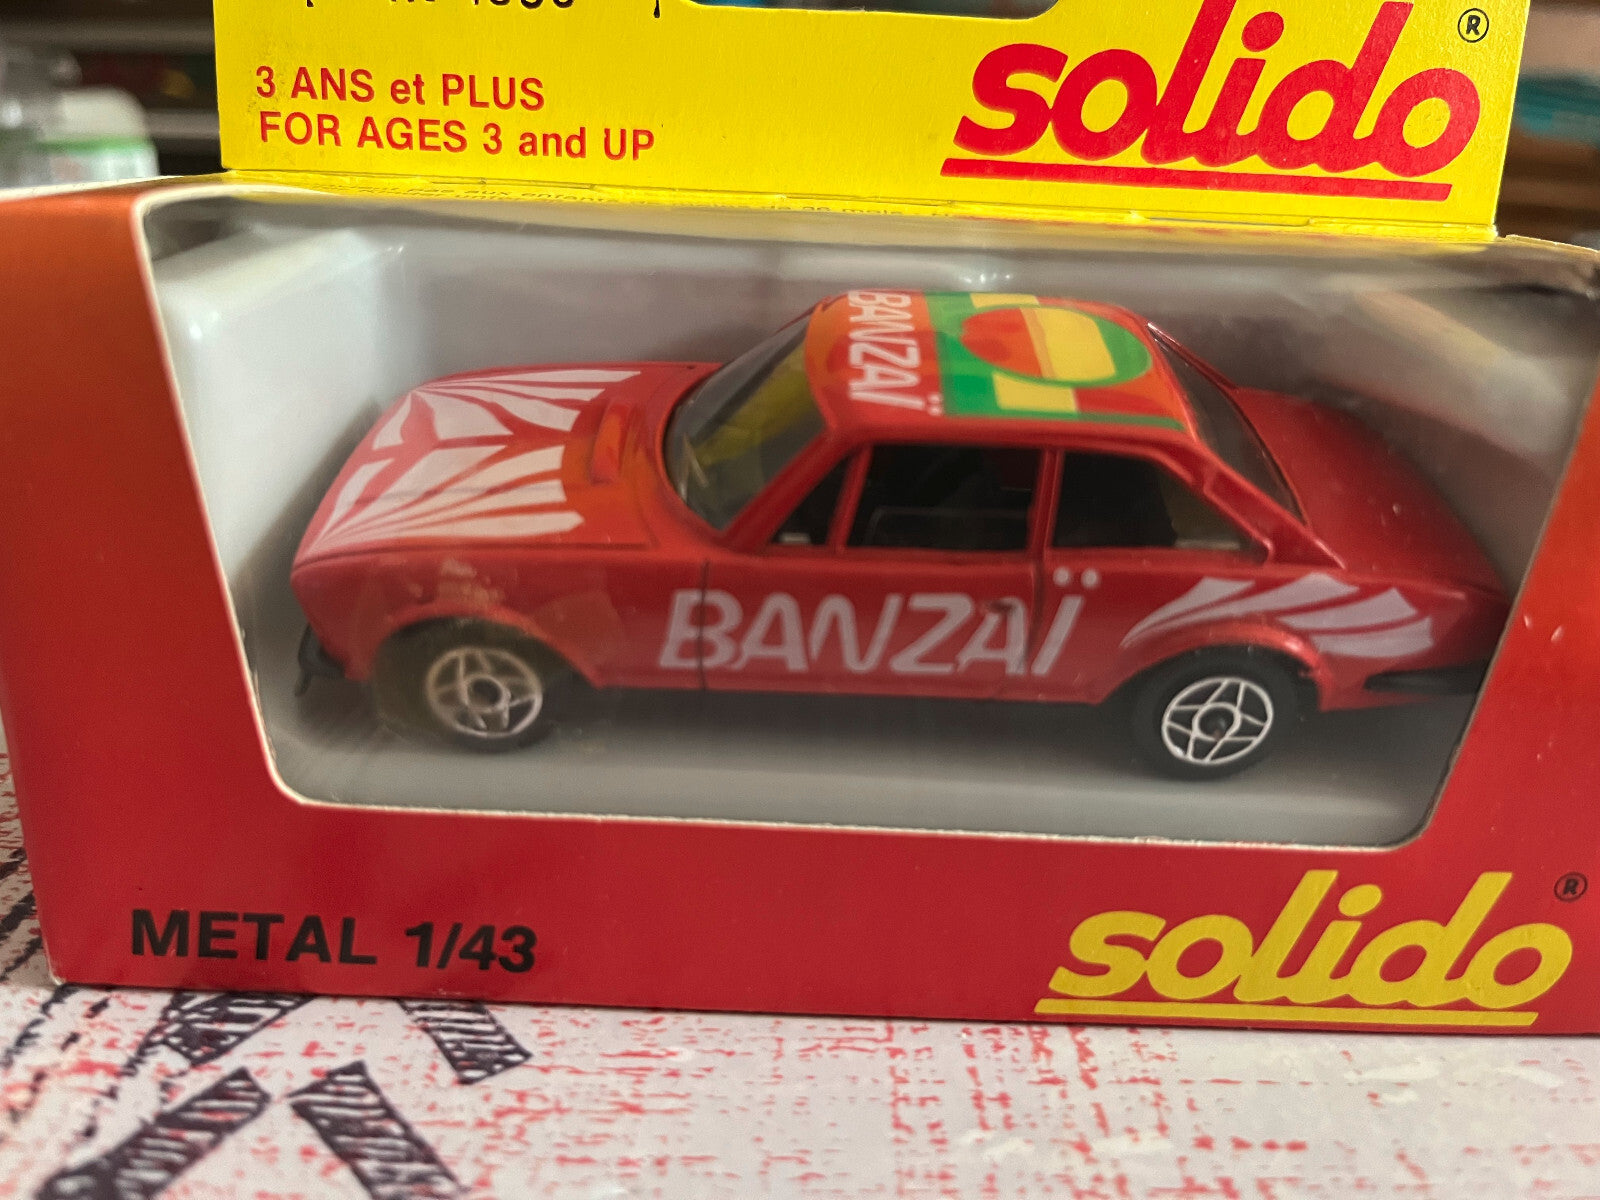 solido®
3 ANS et PLUS
FOR AGES 3 and UP
BANZAÏ
BANZAÏ
METAL 1/43
solido®